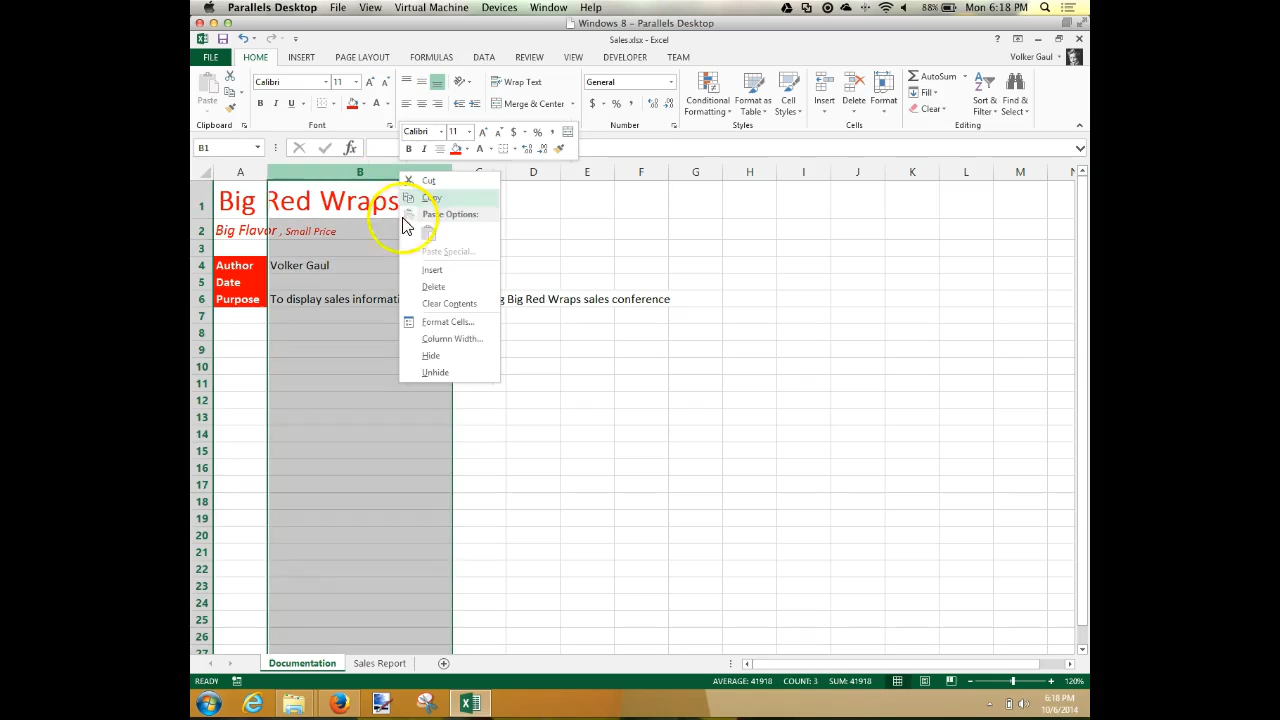 Parallels Desktop File View Virtual Machine Devices Window Help 88% Mon 6:18 PM
Windows 8 - Parallels Desktop
Sales.xlsx - Excel
FILE HOME INSERT PAGE LAYOUT FORMULAS DATA REVIEW VIEW DEVELOPER TEAM Volker Gaul
Paste
Calibri 11
B I U
A A
A
Wrap Text
Merge & Center
General
$ % ,
Conditional Formatting
Format as Table
Cell Styles
Insert Delete Format
AutoSum
Fill
Clear
Sort & Filter
Find & Select
Clipboard Font Number Styles Cells Editing
Calibri 11 A A $ % ,
B I A
B1 fx
A B C D E F G H I J K L M N
1 Big Red Wraps
2 Big Flavor , Small Price
3
4 Author Volker Gaul
5 Date
6 Purpose To display sales informati g Big Red Wraps sales conference
7
8
9
10
11
12
13
14
15
16
17
18
19
20
21
22
23
24
25
26
27
Cut
Copy
Paste Options:
Paste Special...
Insert
Delete
Clear Contents
Format Cells...
Column Width...
Hide
Unhide
Documentation Sales Report
READY AVERAGE: 41918 COUNT: 3 SUM: 41918 120%
6:18 PM
10/6/2014